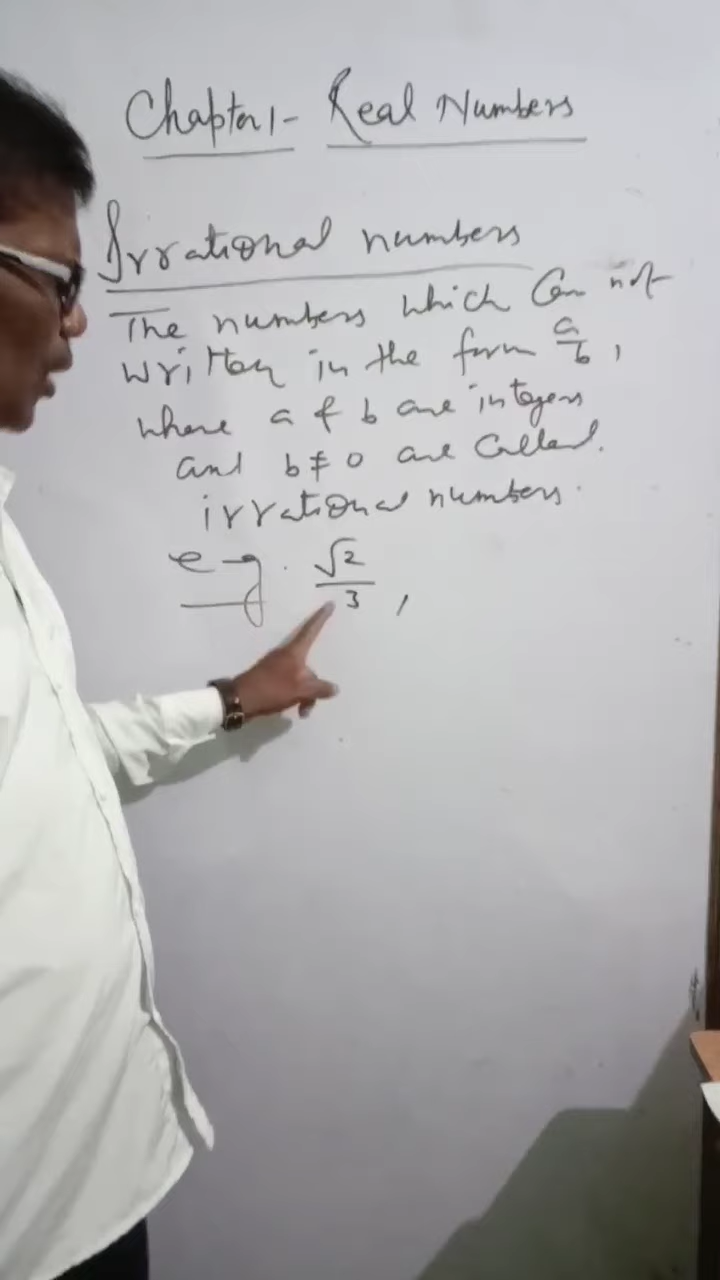 Chapter 1- Real Numbers
Irrational numbers
The numbers which Can not
written in the form a/b,
where a & b are integers
and b≠0 are Called.
irrational numbers.
e.g. √2/3,